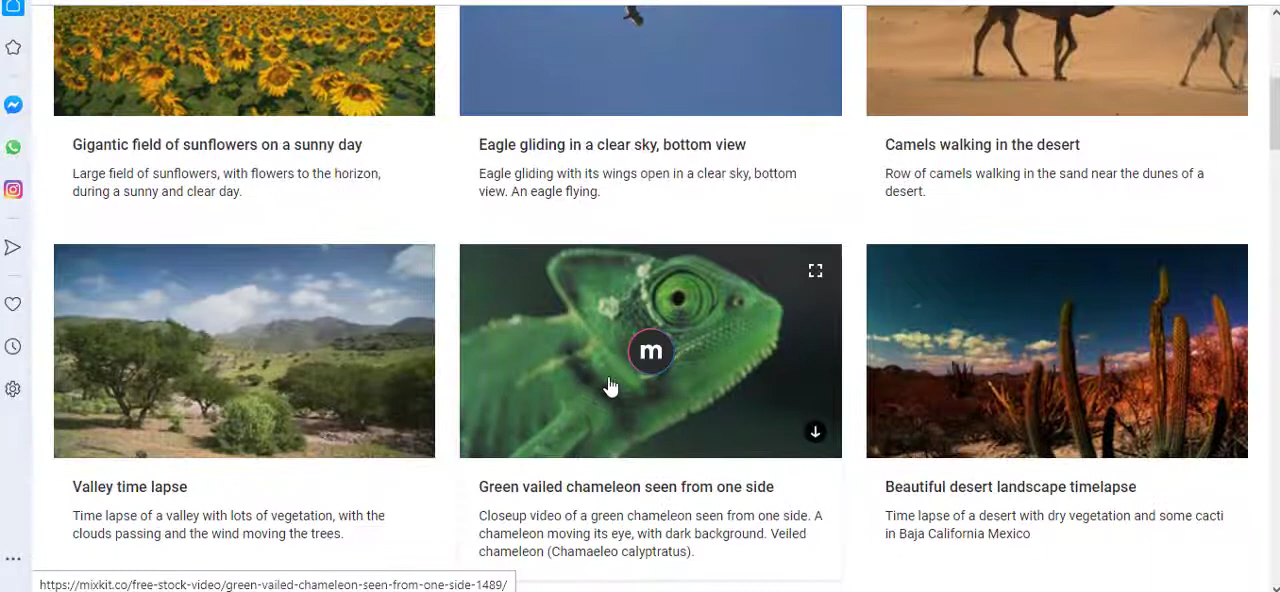 Gigantic field of sunflowers on a sunny day
Large field of sunflowers, with flowers to the horizon,
during a sunny and clear day.
Eagle gliding in a clear sky, bottom view
Eagle gliding with its wings open in a clear sky, bottom
view. An eagle flying.
Camels walking in the desert
Row of camels walking in the sand near the dunes of a
desert.
m
Valley time lapse
Time lapse of a valley with lots of vegetation, with the
clouds passing and the wind moving the trees.
Green vailed chameleon seen from one side
Closeup video of a green chameleon seen from one side. A
chameleon moving its eye, with dark background. Veiled
chameleon (Chamaeleo calyptratus).
Beautiful desert landscape timelapse
Time lapse of a desert with dry vegetation and some cacti
in Baja California Mexico
https://mixkit.co/free-stock-video/green-vailed-chameleon-seen-from-one-side-1489/